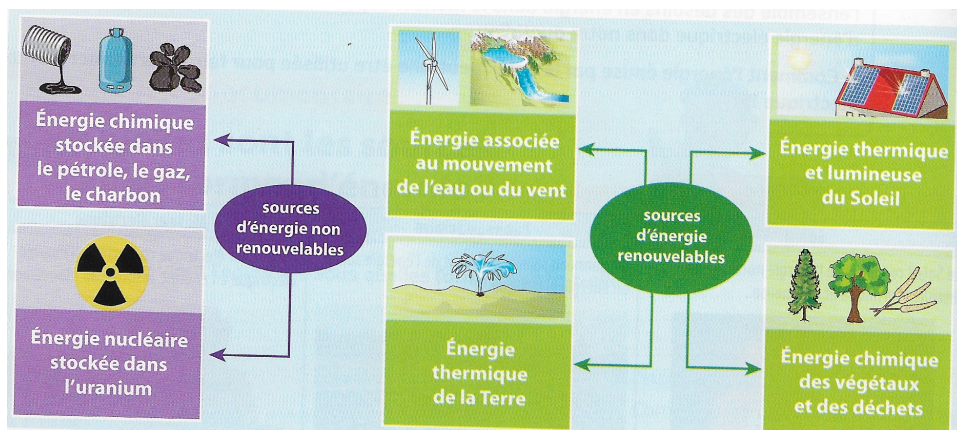 Énergie chimique
stockée dans
le pétrole, le gaz,
le charbon
sources
d'énergie non
renouvelables
Énergie nucléaire
stockée dans
l'uranium
Énergie associée
au mouvement
de l'eau ou du vent
sources
d'énergie
renouvelables
Énergie
thermique
de la Terre
Énergie thermique
et lumineuse
du Soleil
Énergie chimique
des végétaux
et des déchets